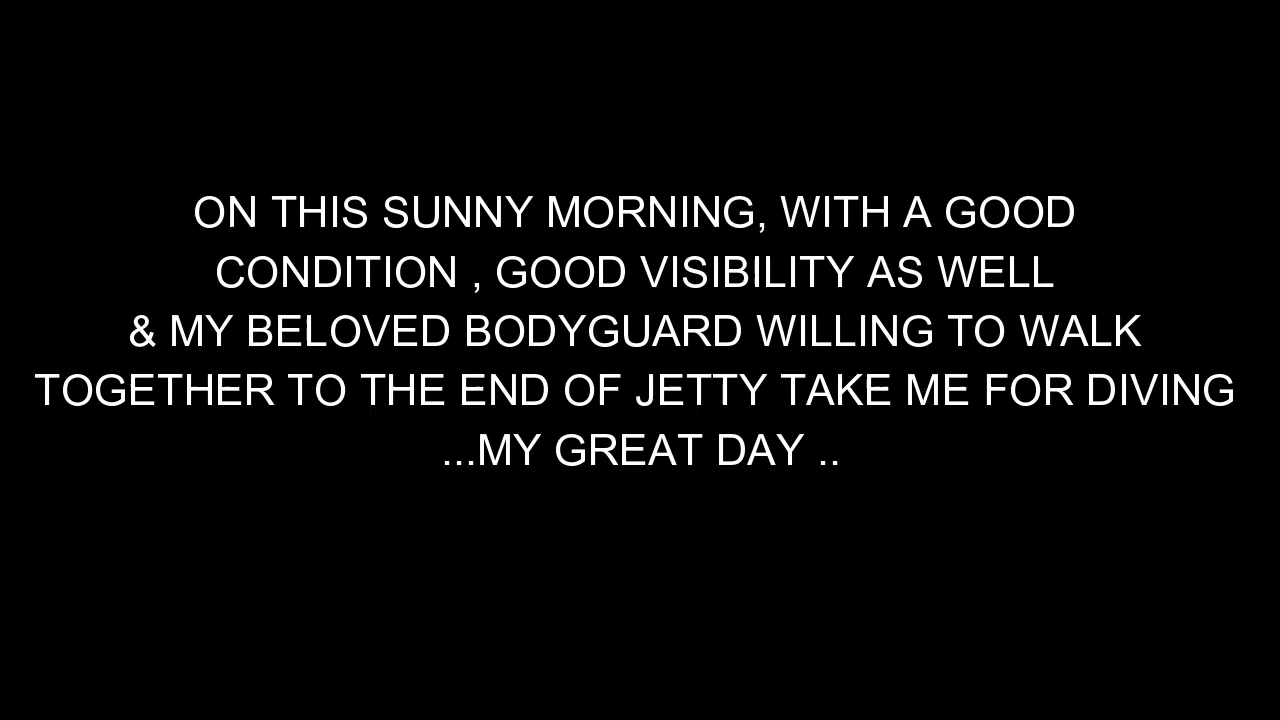 ON THIS SUNNY MORNING, WITH A GOOD
CONDITION , GOOD VISIBILITY AS WELL
& MY BELOVED BODYGUARD WILLING TO WALK
TOGETHER TO THE END OF JETTY TAKE ME FOR DIVING
...MY GREAT DAY ..